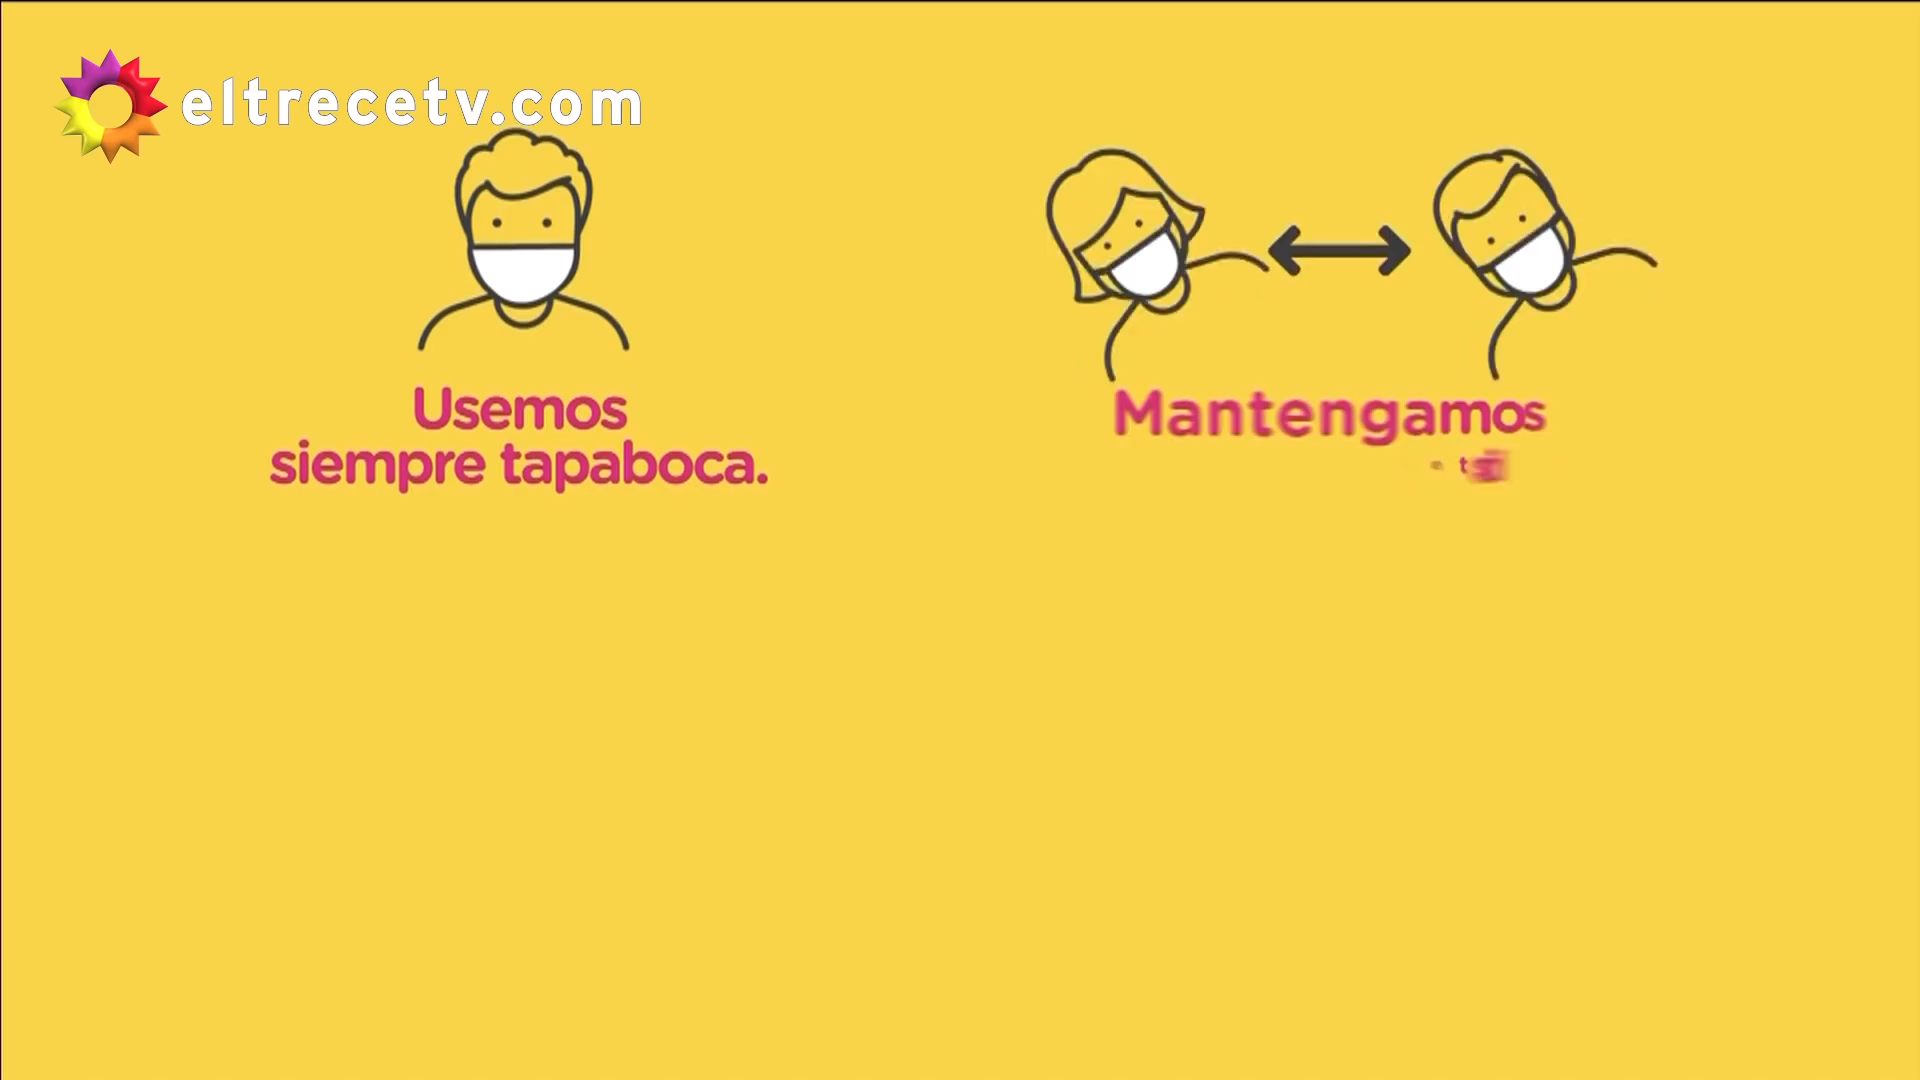 eltrecetv.com
Usemos
siempre tapaboca.
Mantengamos